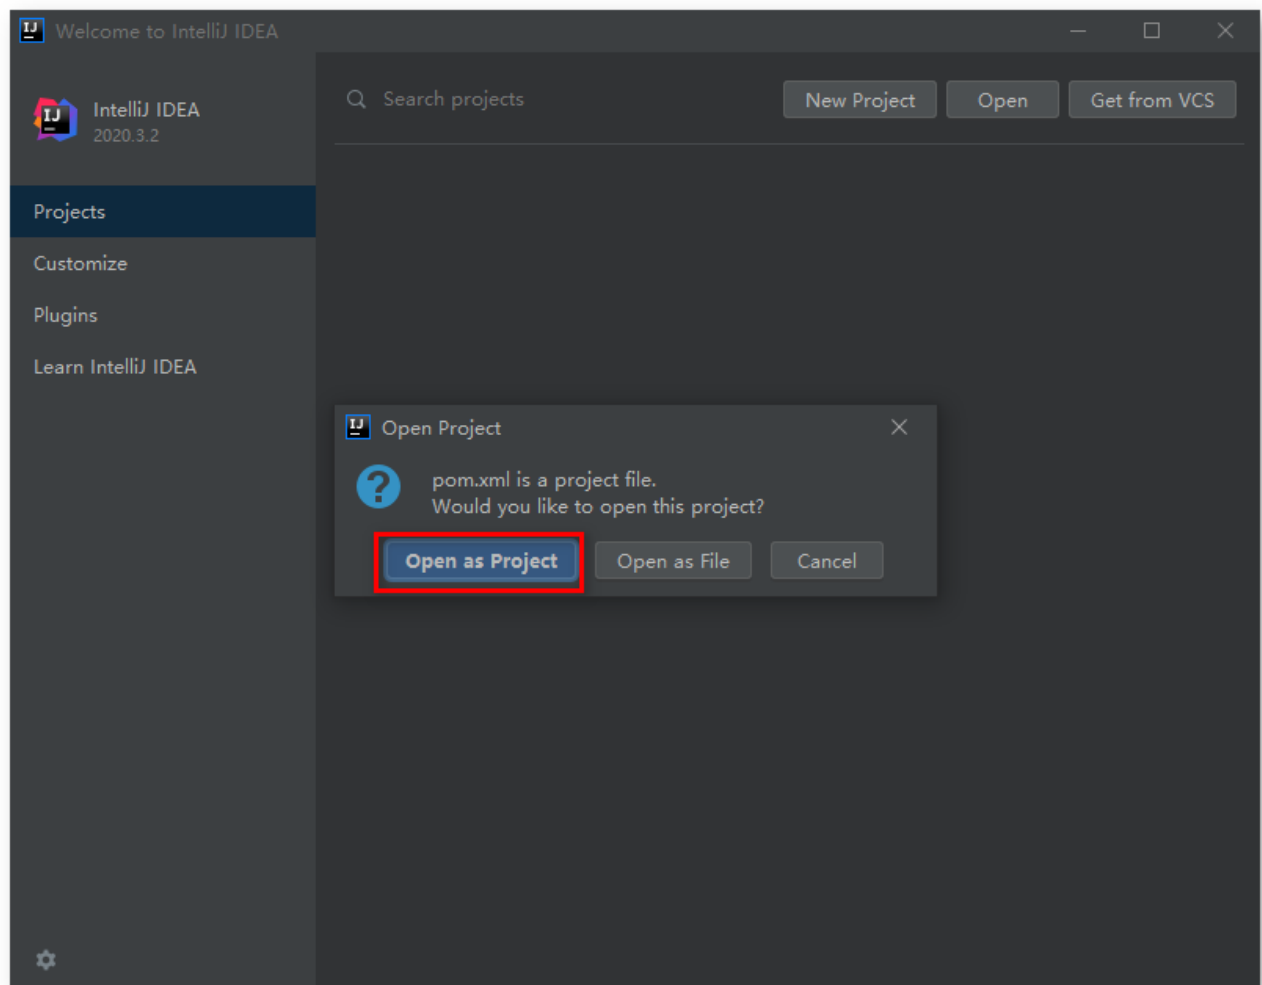 Welcome to IntelliJ IDEA
IntelliJ IDEA
2020.3.2
Search projects
New Project
Open
Get from VCS
Projects
Customize
Plugins
Learn IntelliJ IDEA
Open Project
pom.xml is a project file.
Would you like to open this project?
Open as Project
Open as File
Cancel